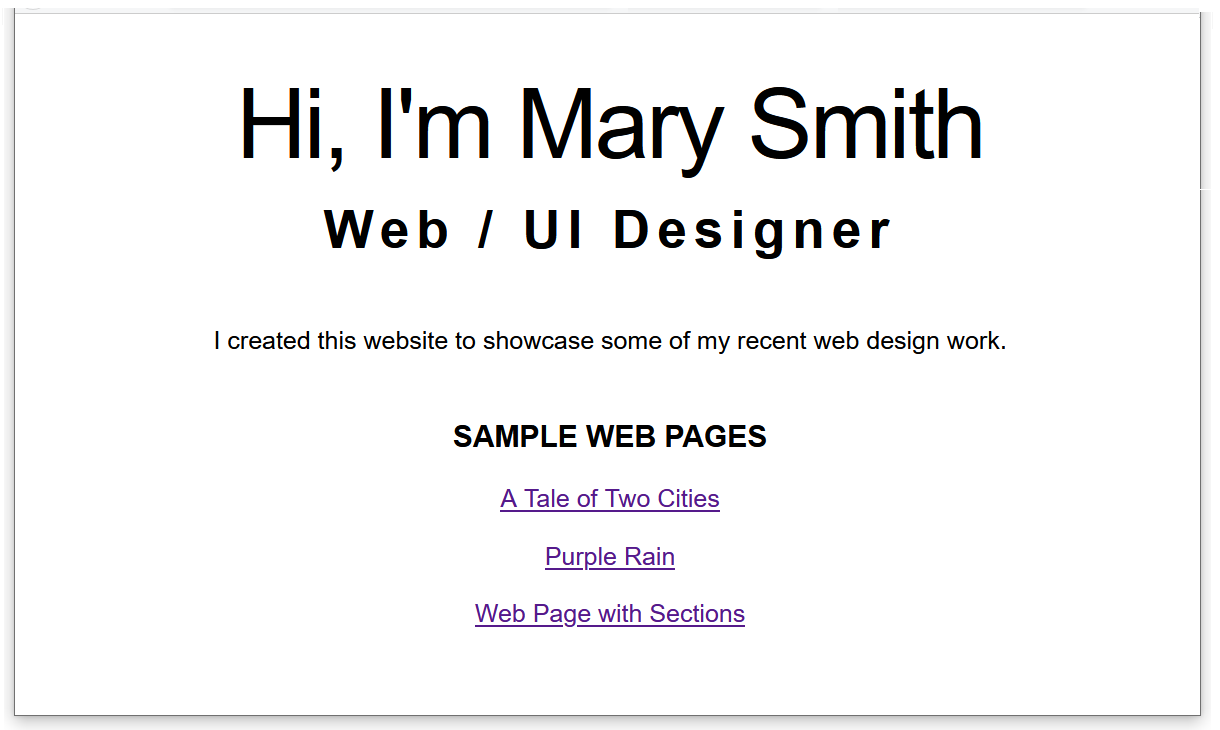 Hi, I'm Mary Smith
Web / UI Designer
I created this website to showcase some of my recent web design work.
SAMPLE WEB PAGES
A Tale of Two Cities
Purple Rain
Web Page with Sections